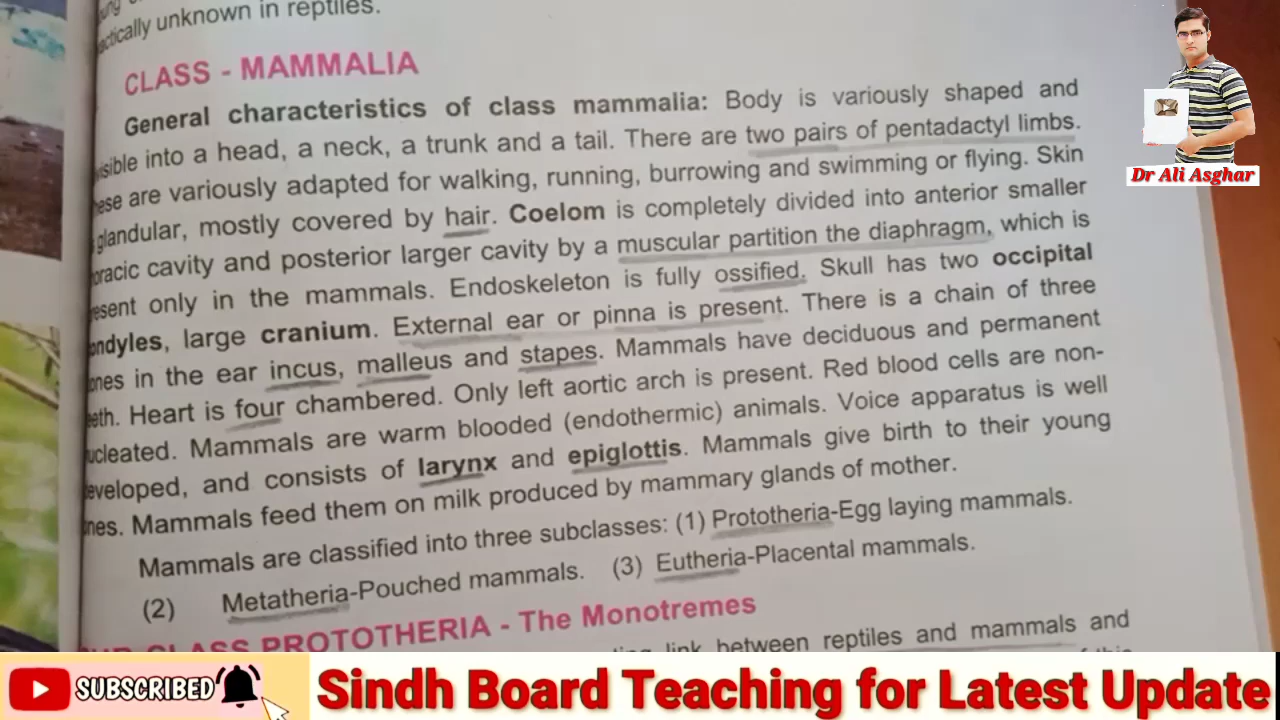 actically unknown in reptiles.
CLASS - MAMMALIA
General characteristics of class mammalia: Body is variously shaped and
visible into a head, a neck, a trunk and a tail. There are two pairs of pentadactyl limbs.
hese are variously adapted for walking, running, burrowing and swimming or flying. Skin
glandular, mostly covered by hair. Coelom is completely divided into anterior smaller
oracic cavity and posterior larger cavity by a muscular partition the diaphragm, which is
resent only in the mammals. Endoskeleton is fully ossified. Skull has two occipital
ondyles, large cranium. External ear or pinna is present. There is a chain of three
ones in the ear incus, malleus and stapes. Mammals have deciduous and permanent
eeth. Heart is four chambered. Only left aortic arch is present. Red blood cells are non-
ucleated. Mammals are warm blooded (endothermic) animals. Voice apparatus is well
eveloped, and consists of larynx and epiglottis. Mammals give birth to their young
ones. Mammals feed them on milk produced by mammary glands of mother.
Mammals are classified into three subclasses: (1) Prototheria-Egg laying mammals.
(2) Metatheria-Pouched mammals. (3) Eutheria-Placental mammals.
CLASS PROTOTHERIA - The Monotremes
link between reptiles and mammals and
Dr Ali Asghar
SUBSCRIBED
Sindh Board Teaching for Latest Update